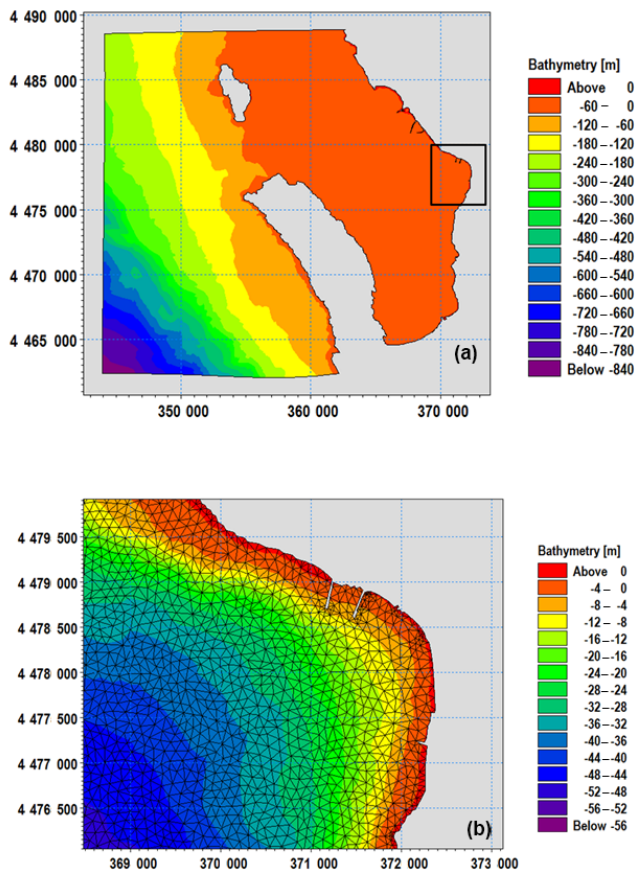 4 490 000
4 485 000
4 480 000
4 475 000
4 470 000
4 465 000
350 000
360 000
370 000
(a)
Bathymetry [m]
Above 0
-60 – 0
-120 – -60
-180 – -120
-240 – -180
-300 – -240
-360 – -300
-420 – -360
-480 – -420
-540 – -480
-600 – -540
-660 – -600
-720 – -660
-780 – -720
-840 – -780
Below -840
4 479 500
4 479 000
4 478 500
4 478 000
4 477 500
4 477 000
4 476 500
369 000
370 000
371 000
372 000
373 000
(b)
Bathymetry [m]
Above 0
-4 – 0
-8 – -4
-12 – -8
-16 – -12
-20 – -16
-24 – -20
-28 – -24
-32 – -28
-36 – -32
-40 – -36
-44 – -40
-48 – -44
-52 – -48
-56 – -52
Below -56